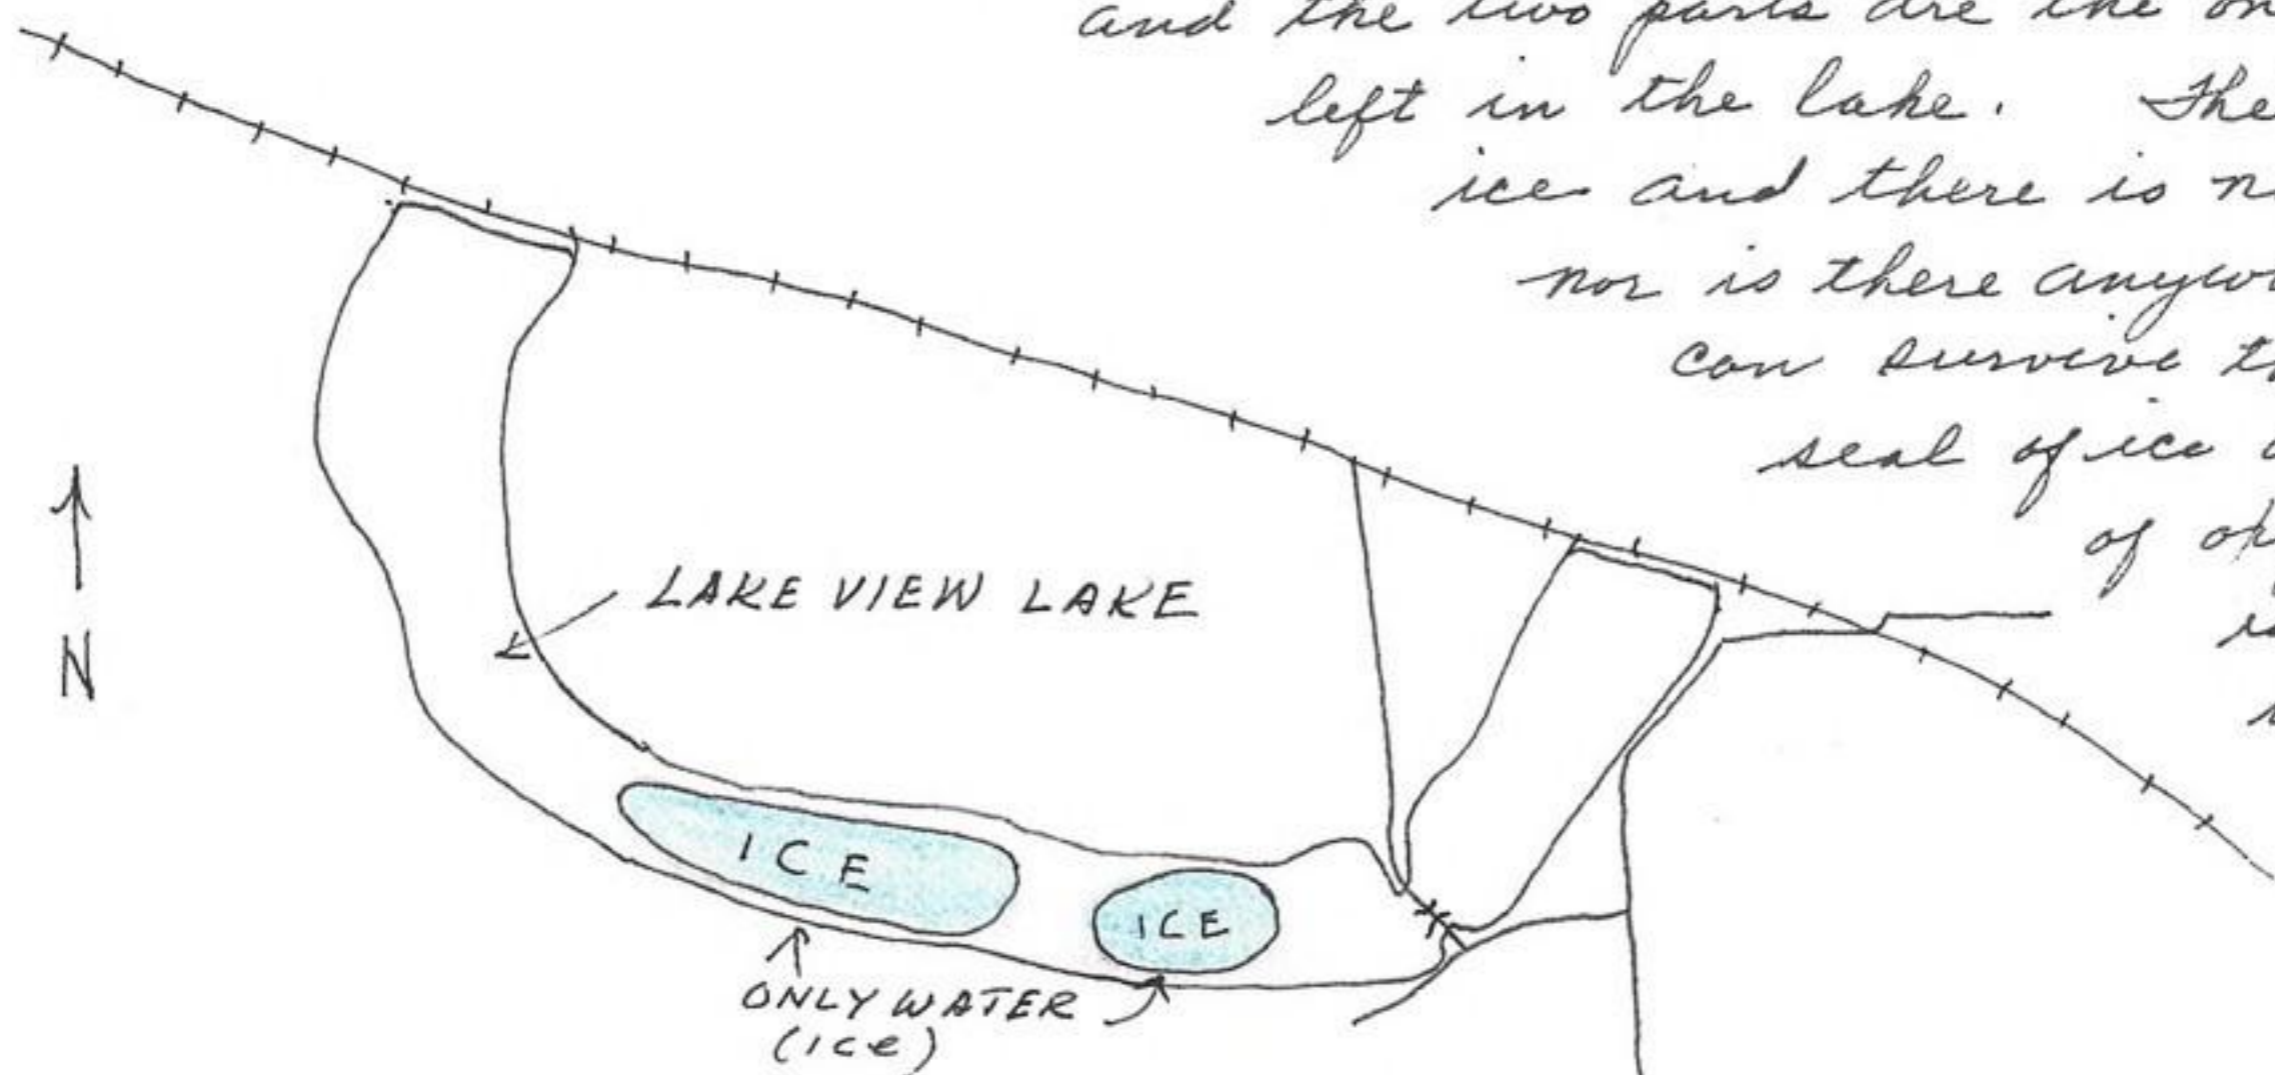 and the two parts are the on
left in the lake. The
ice and there is n
nor is there anyw
can survive th
seal of ice
of
LAKE VIEW LAKE
N
ICE
ICE
ONLY WATER
(ice)